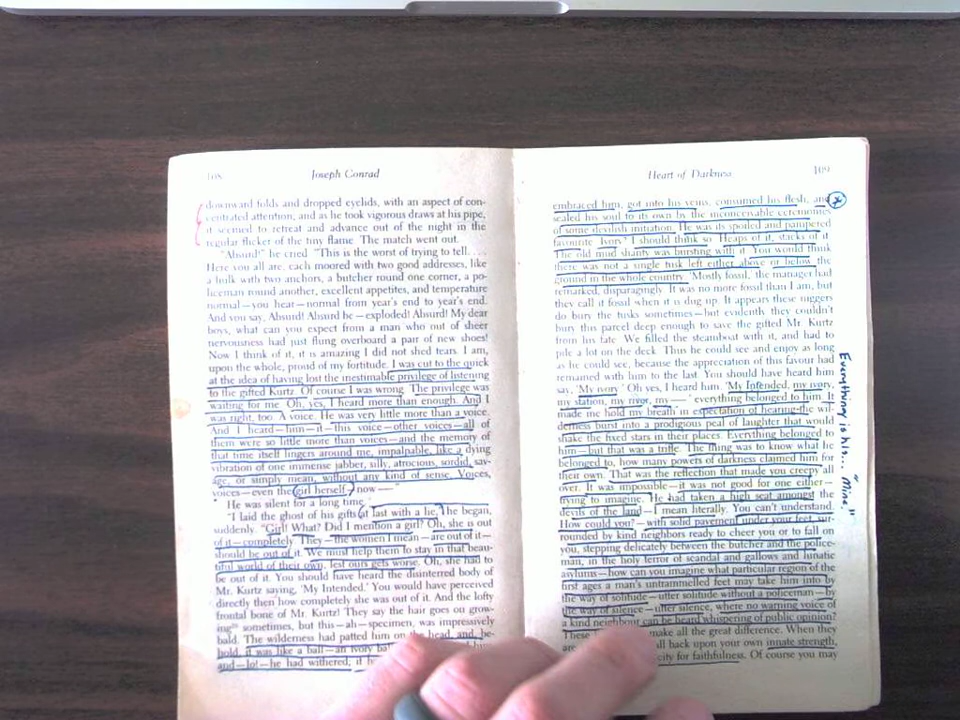 108
Joseph Conrad
downward folds and dropped eyelids, with an aspect of con-
centrated attention; and as he took vigorous draws at his pipe,
it seemed to retreat and advance out of the night in the
regular flicker of the tiny flame. The match went out.
"Absurd!" he cried. "This is the worst of trying to tell. . . .
Here you all are, each moored with two good addresses, like
a hulk with two anchors, a butcher round one corner, a po-
liceman round another, excellent appetites, and temperature
normal—you hear—normal from year's end to year's end.
And you say, Absurd! Absurd be—exploded! Absurd! My dear
boys, what can you expect from a man who out of sheer
nervousness had just flung overboard a pair of new shoes!
Now I think of it, it is amazing I did not shed tears. I am,
upon the whole, proud of my fortitude. I was cut to the quick
at the idea of having lost the inestimable privilege of listening
to the gifted Kurtz. Of course I was wrong. The privilege was
waiting for me. Oh, yes, I heard more than enough. And I
was right, too. A voice. He was very little more than a voice.
And I heard—him—it—this voice—other voices—all of
them were so little more than voices—and the memory of
that time itself lingers around me, impalpable, like a dying
vibration of one immense jabber, silly, atrocious, sordid, sav-
age, or simply mean, without any kind of sense. Voices,
voices—even the girl herself—now—"
He was silent for a long time.
"I laid the ghost of his gifts at last with a lie," he began,
suddenly. "Girl! What? Did I mention a girl? Oh, she is out
of it—completely. They—the women I mean—are out of it—
should be out of it. We must help them to stay in that beau-
tiful world of their own, lest ours gets worse. Oh, she had to
be out of it. You should have heard the disinterred body of
Mr. Kurtz saying, 'My Intended.' You would have perceived
directly then how completely she was out of it. And the lofty
frontal bone of Mr. Kurtz! They say the hair goes on grow-
ing sometimes, but this—ah—specimen, was impressively
bald. The wilderness had patted him on the head, and, be-
hold, it was like a ball—an ivory
and—lo!—he had withered; it
Heart of Darkness
109
embraced him, got into his veins, consumed his flesh, and
sealed his soul to its own by the inconceivable ceremonies
of some devilish initiation. He was its spoiled and pampered
favourite. Ivory? I should think so. Heaps of it, stacks of it.
The old mud shanty was bursting with it. You would think
there was not a single tusk left either above or below the
ground in the whole country. 'Mostly fossil,' the manager had
remarked, disparagingly. It was no more fossil than I am; but
they call it fossil when it is dug up. It appears these niggers
do bury the tusks sometimes—but evidently they couldn't
bury this parcel deep enough to save the gifted Mr. Kurtz
from his fate. We filled the steamboat with it, and had to
pile a lot on the deck. Thus he could see and enjoy as long
as he could see, because the appreciation of this favour had
remained with him to the last. You should have heard him
say, 'My ivory.' Oh yes, I heard him. 'My Intended, my ivory,
my station, my river, my—' everything belonged to him. It
made me hold my breath in expectation of hearing the wil-
derness burst into a prodigious peal of laughter that would
shake the fixed stars in their places. Everything belonged to
him—but that was a trifle. The thing was to know what he
belonged to, how many powers of darkness claimed him for
their own. That was the reflection that made you creepy all
over. It was impossible—it was not good for one either—
trying to imagine. He had taken a high seat amongst the
devils of the land—I mean literally. You can't understand.
How could you?—with solid pavement under your feet, sur-
rounded by kind neighbors ready to cheer you or to fall on
you, stepping delicately between the butcher and the police-
man, in the holy terror of scandal and gallows and lunatic
asylums—how can you imagine what particular region of the
first ages a man's untrammelled feet may take him into by
the way of solitude—utter solitude without a policeman—by
the way of silence—utter silence, where no warning voice of
a kind neighbour can be heard whispering of public opinion?
These make all the great difference. When they
are all back upon your own innate strength,
city for faithfulness. Of course you may
Everything is his... "Mine."